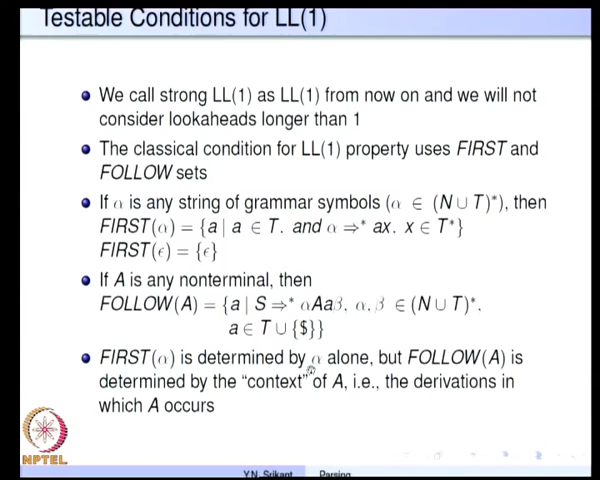 Testable Conditions for LL(1)
We call strong LL(1) as LL(1) from now on and we will not
consider lookaheads longer than 1
The classical condition for LL(1) property uses FIRST and
FOLLOW sets
If α is any string of grammar symbols (α ∈ (N ∪ T)*), then
FIRST(α) = {a | a ∈ T, and α ⇒* ax, x ∈ T*}
FIRST(ϵ) = {ϵ}
If A is any nonterminal, then
FOLLOW(A) = {a | S ⇒* αAaβ, α, β ∈ (N ∪ T)*,
a ∈ T ∪ {$}}
FIRST(α) is determined by α alone, but FOLLOW(A) is
determined by the “context” of A, i.e., the derivations in
which A occurs
NPTEL
Y.N. Srikant Parsing